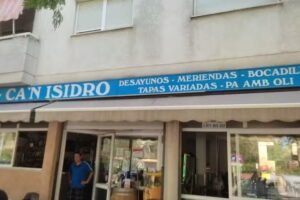 CA'N ISIDRO
DESAYUNOS - MERIENDAS - BOCADIL
TAPAS VARIADAS - PA AMB OLI